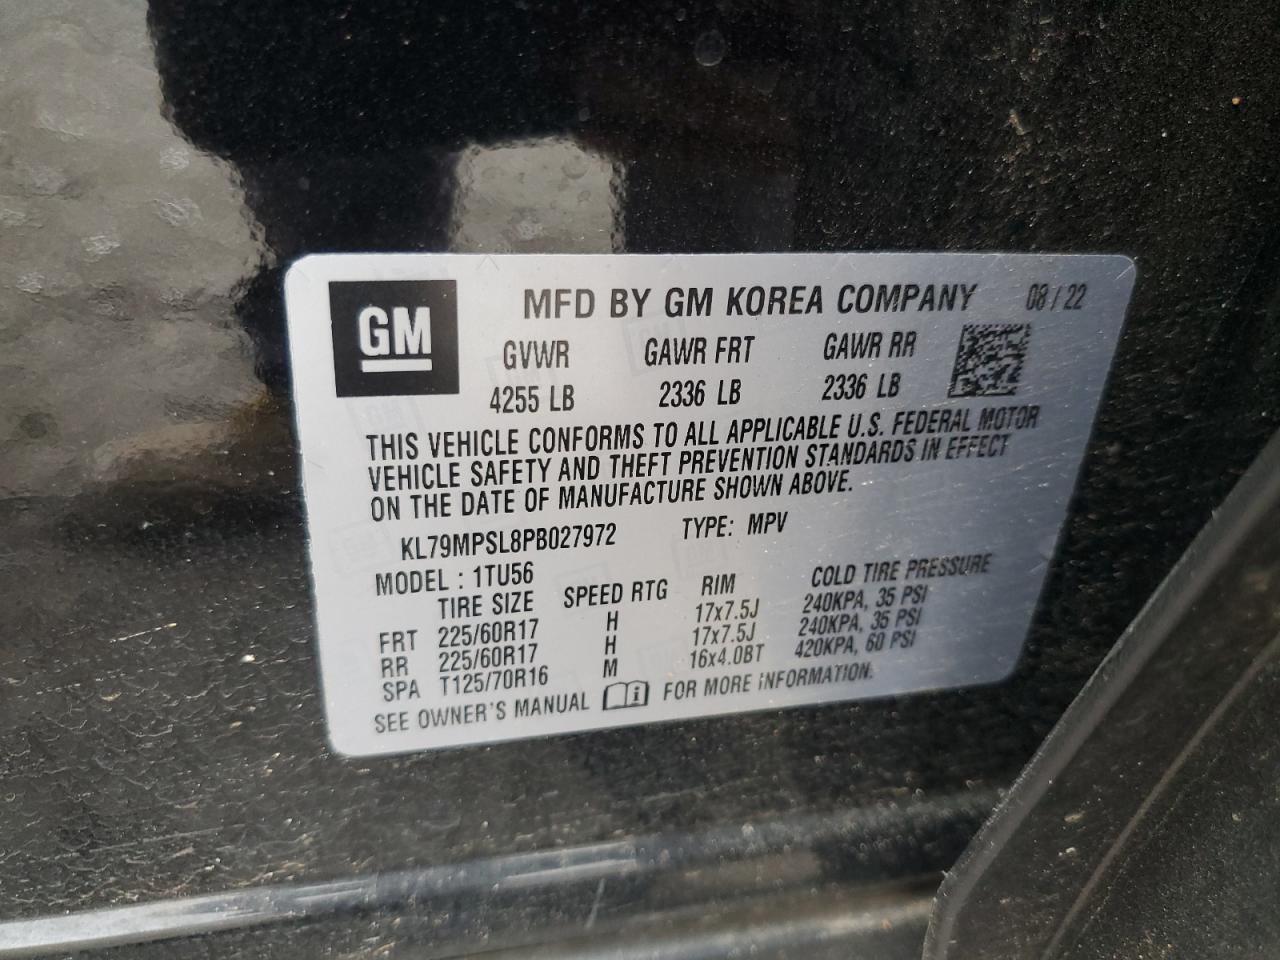 GM
MFD BY GM KOREA COMPANY 08 / 22
GVWR GAWR FRT GAWR RR
4255 LB 2336 LB 2336 LB
THIS VEHICLE CONFORMS TO ALL APPLICABLE U.S. FEDERAL MOTOR
VEHICLE SAFETY AND THEFT PREVENTION STANDARDS IN EFFECT
ON THE DATE OF MANUFACTURE SHOWN ABOVE.
KL79MPSL8PB027972 TYPE: MPV
MODEL : 1TU56
TIRE SIZE SPEED RTG RIM COLD TIRE PRESSURE
FRT 225/60R17 H 17x7.5J 240KPA, 35 PSI
RR 225/60R17 H 17x7.5J 240KPA, 35 PSI
SPA T125/70R16 M 16x4.0BT 420KPA, 60 PSI
SEE OWNER'S MANUAL FOR MORE INFORMATION.